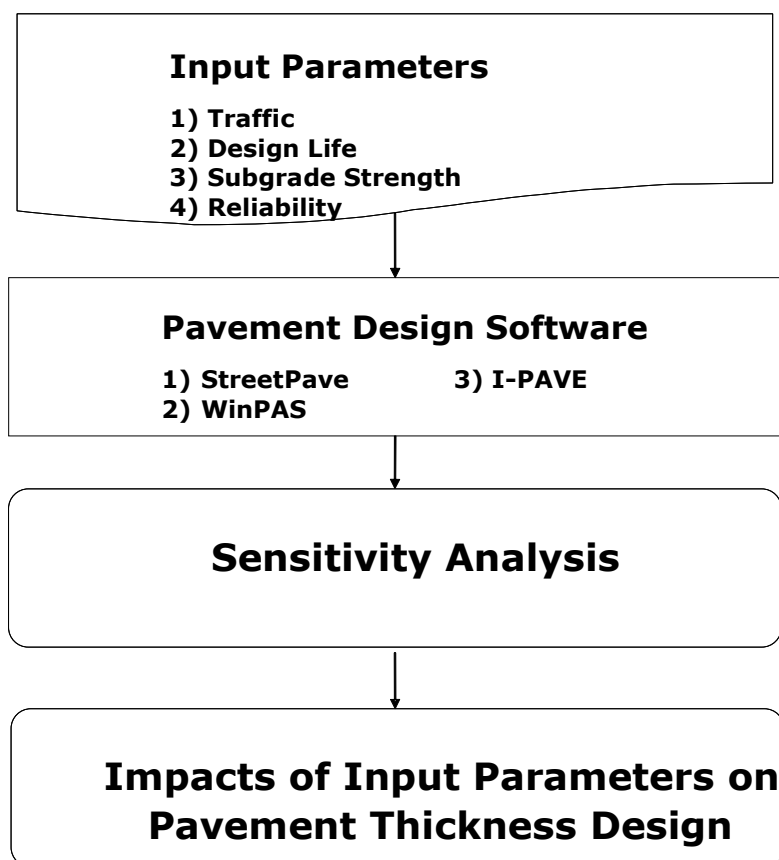 Input Parameters
1) Traffic
2) Design Life
3) Subgrade Strength
4) Reliability
Pavement Design Software
1) StreetPave 3) I-PAVE
2) WinPAS
Sensitivity Analysis
Impacts of Input Parameters on
Pavement Thickness Design